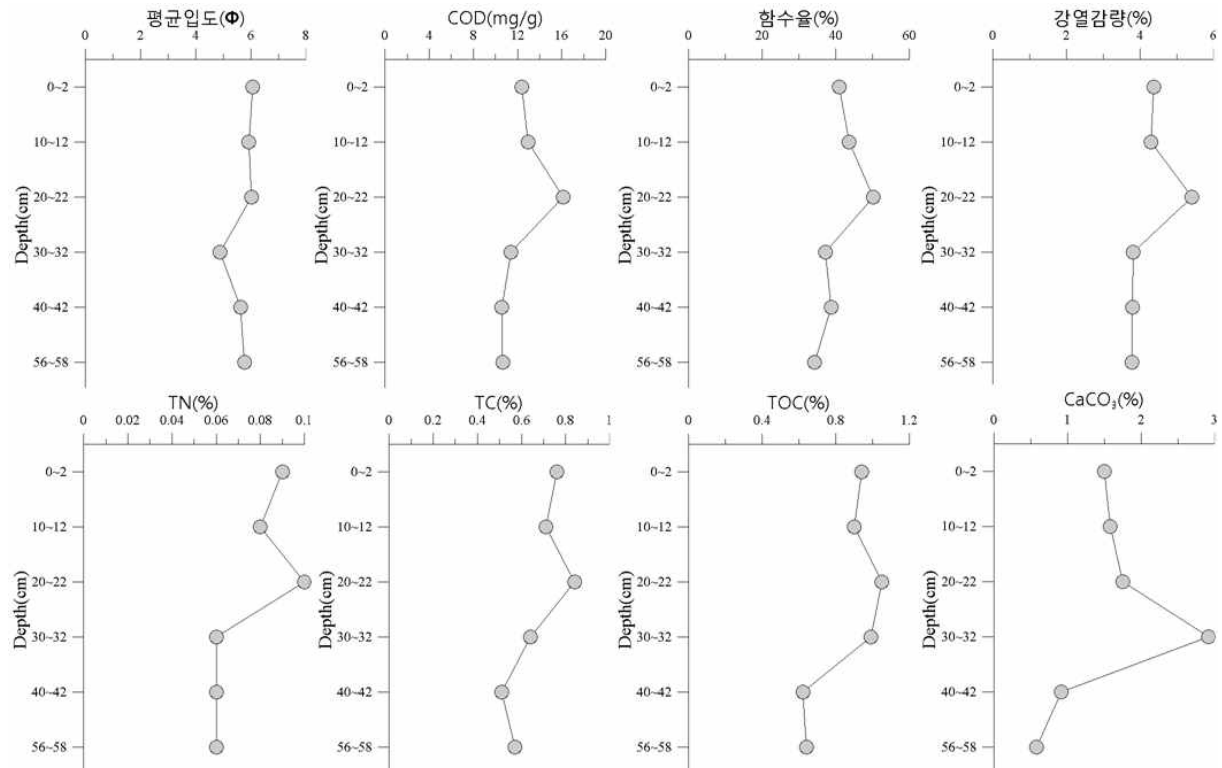 평균입도(Φ)
0 2 4 6 8
0~2
10~12
20~22
30~32
40~42
56~58
Depth(cm)
COD(mg/g)
0 4 8 12 16 20
0~2
10~12
20~22
30~32
40~42
56~58
Depth(cm)
함수율(%)
0 20 40 60
0~2
10~12
20~22
30~32
40~42
56~58
Depth(cm)
강열감량(%)
0 2 4 6
0~2
10~12
20~22
30~32
40~42
56~58
Depth(cm)
TN(%)
0 0.02 0.04 0.06 0.08 0.1
0~2
10~12
20~22
30~32
40~42
56~58
Depth(cm)
TC(%)
0 0.2 0.4 0.6 0.8 1
0~2
10~12
20~22
30~32
40~42
56~58
Depth(cm)
TOC(%)
0 0.4 0.8 1.2
0~2
10~12
20~22
30~32
40~42
56~58
Depth(cm)
CaCO₃(%)
0 1 2 3
0~2
10~12
20~22
30~32
40~42
56~58
Depth(cm)